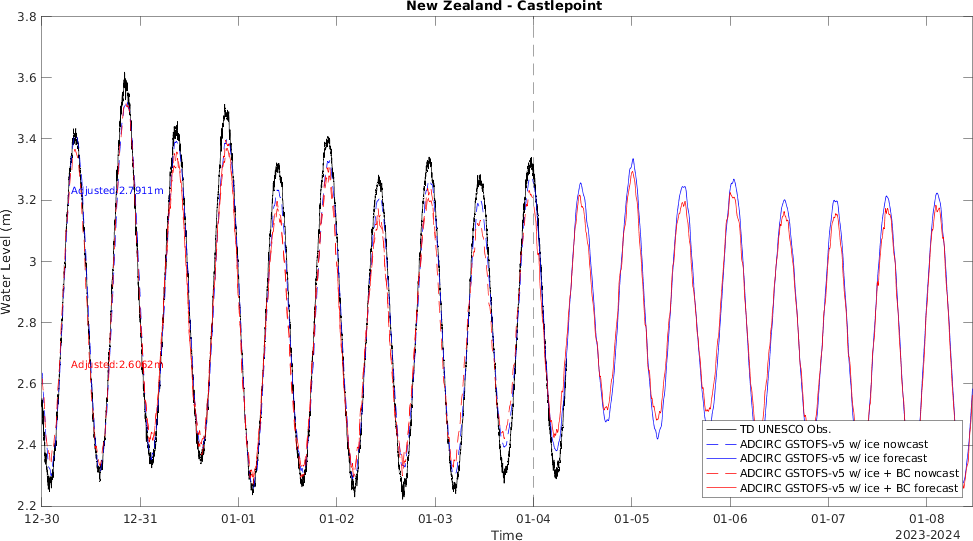 New Zealand - Castlepoint
3.8
3.6
3.4
3.2
3
2.8
2.6
2.4
2.2
Water Level (m)
Adjusted:2.7911m
Adjusted:2.6062m
TD UNESCO Obs.
ADCIRC GSTOFS-v5 w/ ice nowcast
ADCIRC GSTOFS-v5 w/ ice forecast
ADCIRC GSTOFS-v5 w/ ice + BC nowcast
ADCIRC GSTOFS-v5 w/ ice + BC forecast
12-30 12-31 01-01 01-02 01-03 01-04 01-05 01-06 01-07 01-08
Time
2023-2024